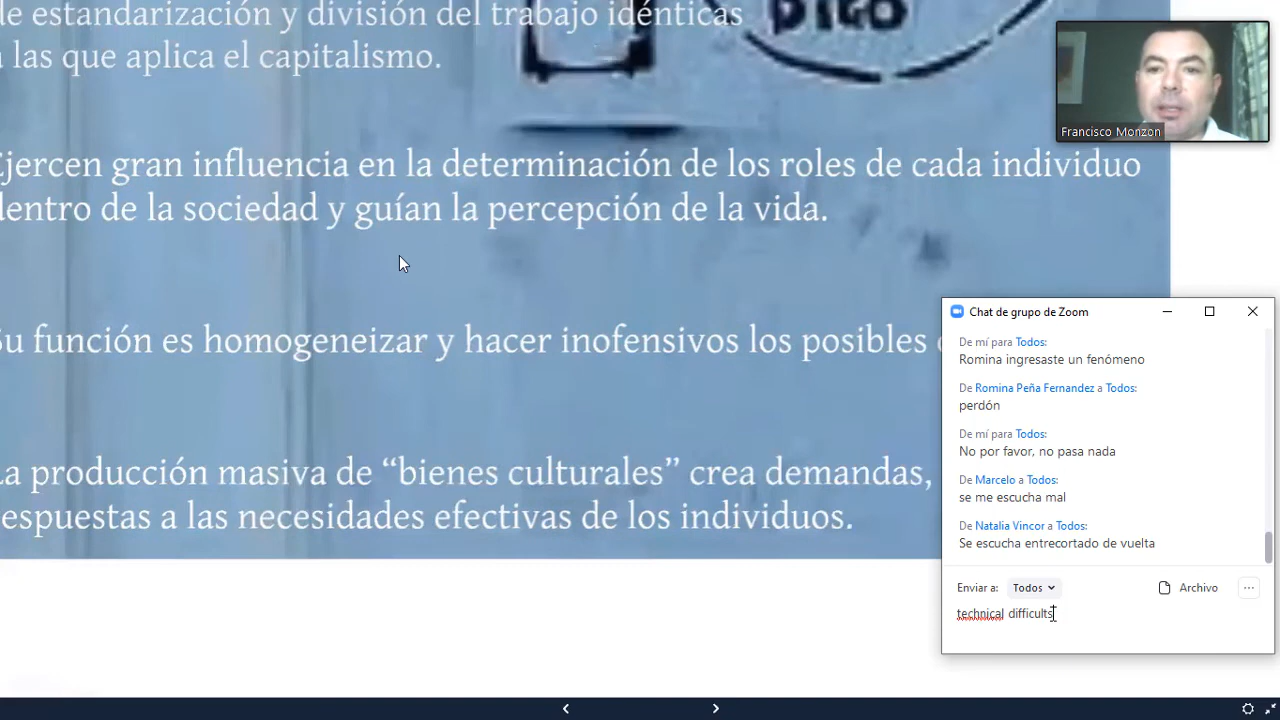 de estandarización y división del trabajo idénticas
a las que aplica el capitalismo.
Ejercen gran influencia en la determinación de los roles de cada individuo
dentro de la sociedad y guían la percepción de la vida.
Su función es homogeneizar y hacer inofensivos los posibles
La producción masiva de “bienes culturales” crea demandas,
respuestas a las necesidades efectivas de los individuos.
Francisco Monzon
Chat de grupo de Zoom
De mí para Todos:
Romina ingresaste un fenómeno
De Romina Peña Fernandez a Todos:
perdón
De mí para Todos:
No por favor, no pasa nada
De Marcelo a Todos:
se me escucha mal
De Natalia Vincor a Todos:
Se escucha entrecortado de vuelta
Enviar a: Todos Archivo
technical difficults